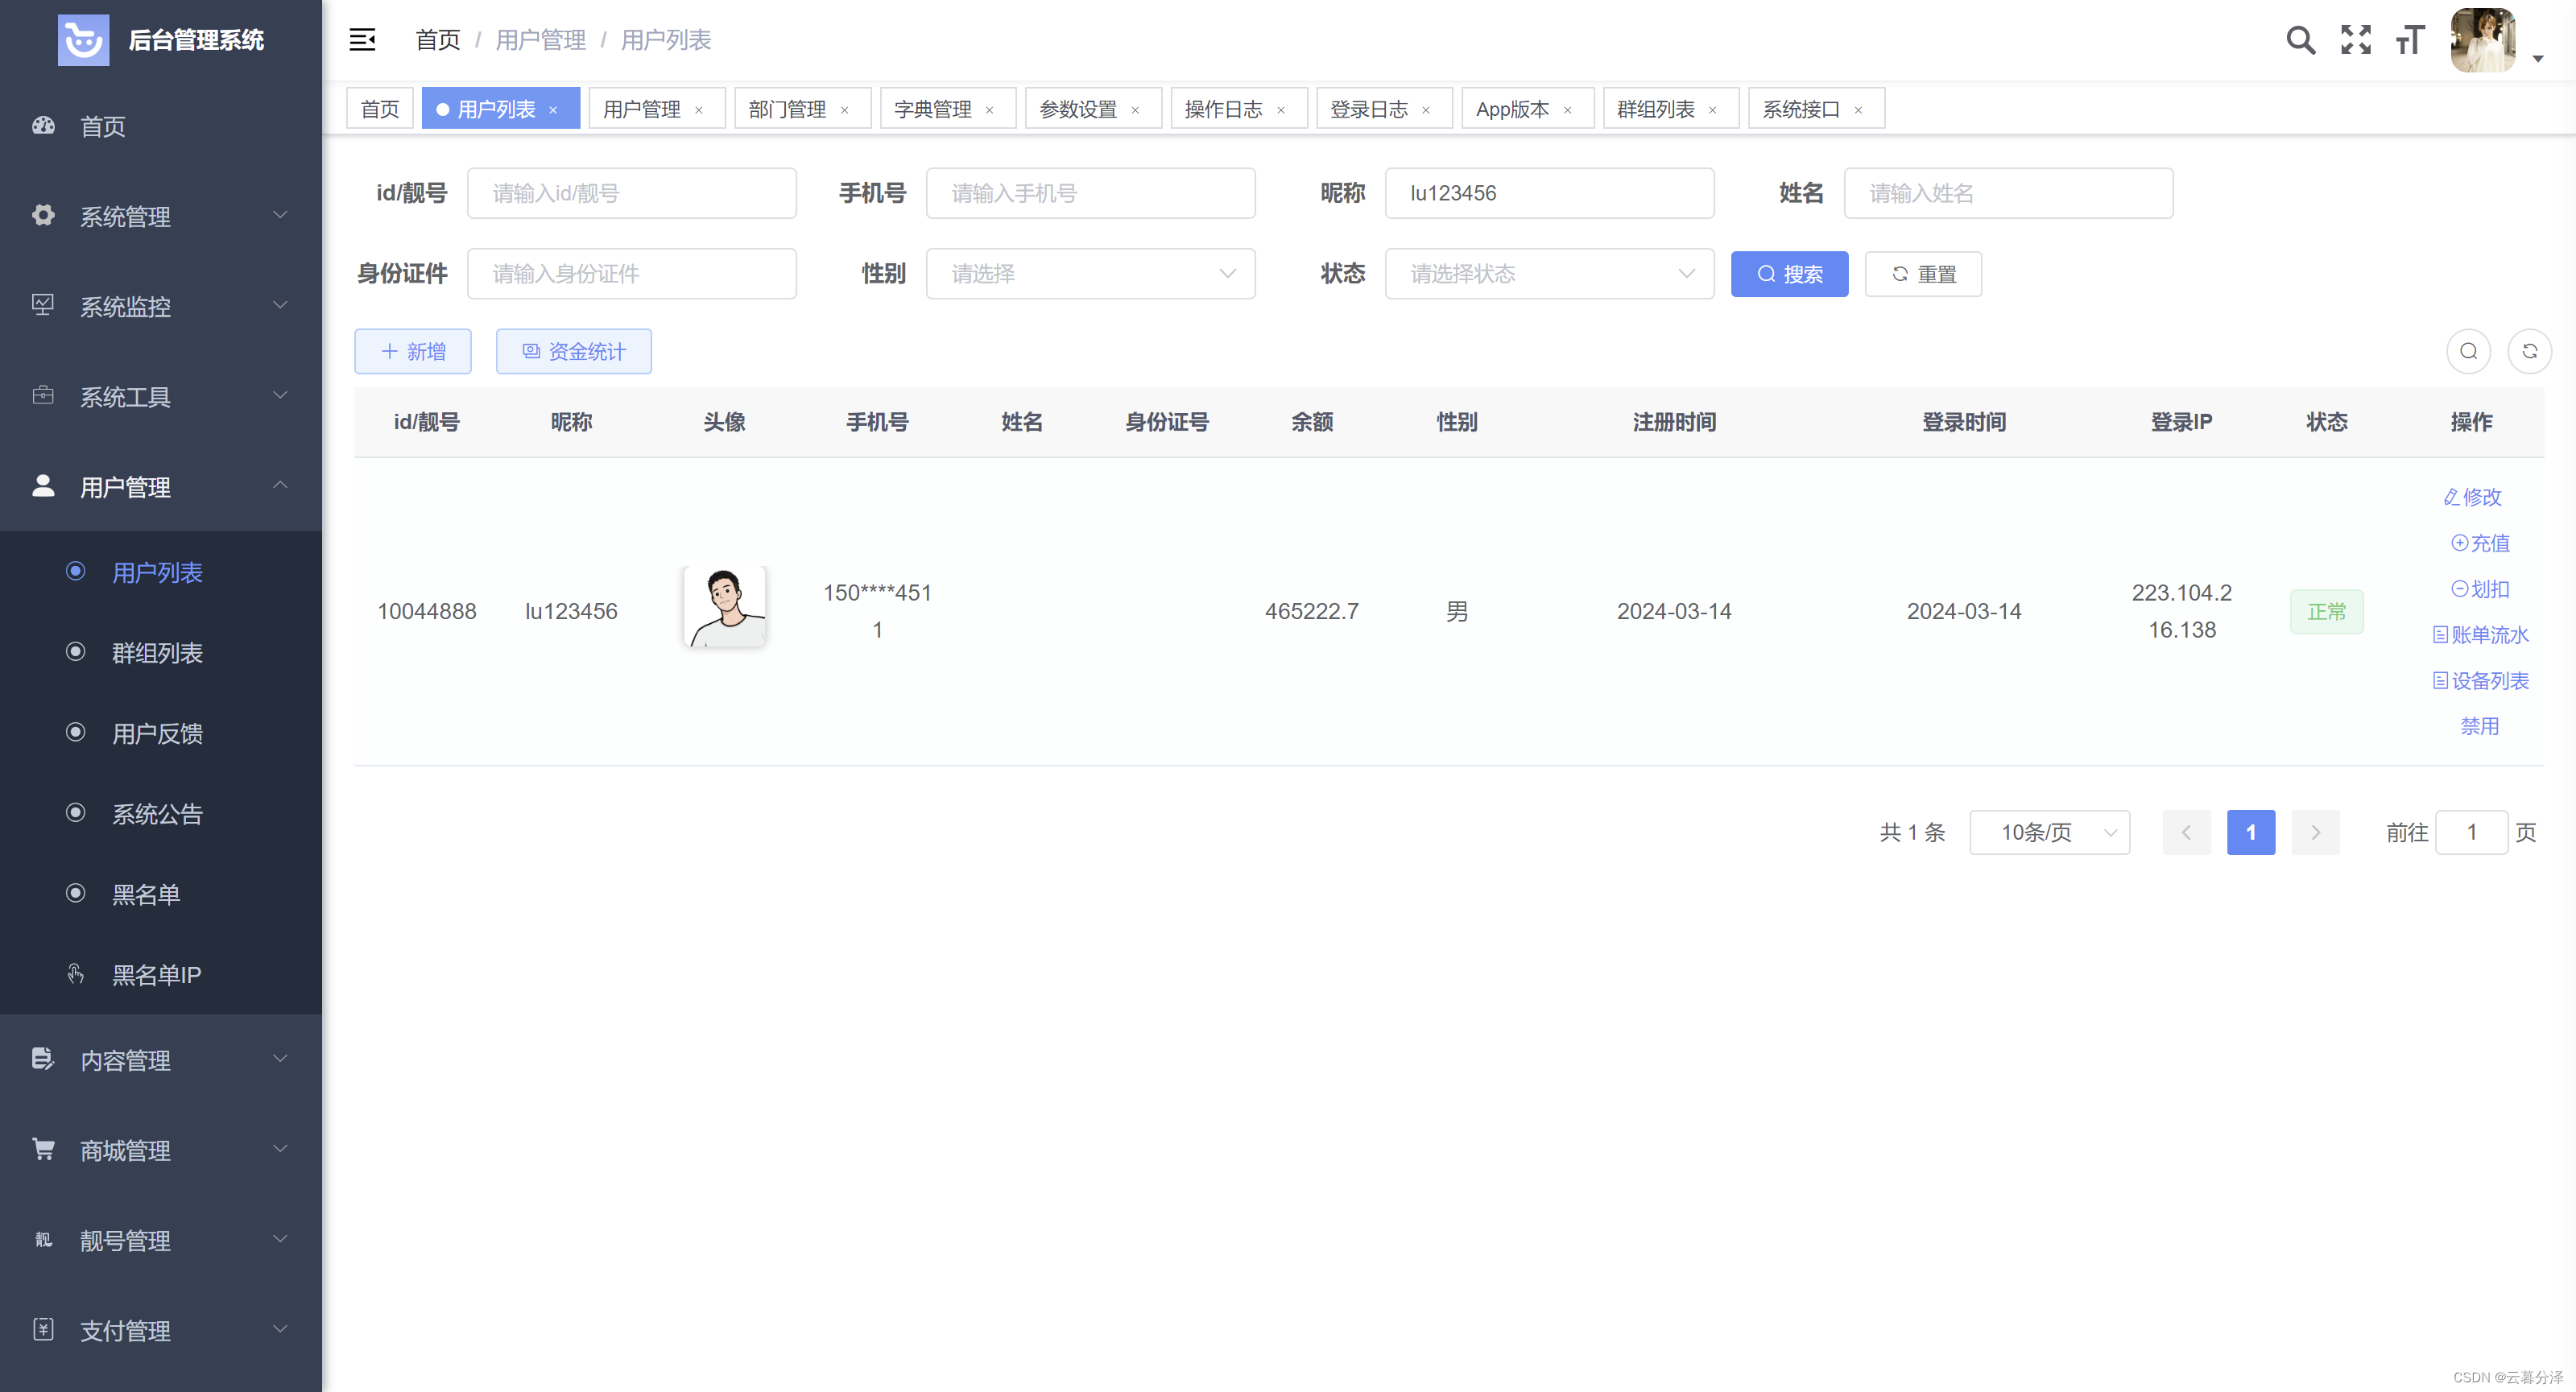 后台管理系统
首页
系统管理
系统监控
系统工具
用户管理
用户列表
群组列表
用户反馈
系统公告
黑名单
黑名单IP
内容管理
商城管理
靓
靓号管理
支付管理
首页 / 用户管理 / 用户列表
首页 用户列表 × 用户管理 × 部门管理 × 字典管理 × 参数设置 × 操作日志 × 登录日志 × App版本 × 群组列表 × 系统接口 ×
id/靓号 请输入id/靓号 手机号 请输入手机号 昵称 lu123456 姓名 请输入姓名
身份证件 请输入身份证件 性别 请选择 状态 请选择状态 搜索 重置
新增 资金统计
id/靓号 昵称 头像 手机号 姓名 身份证号 余额 性别 注册时间 登录时间 登录IP 状态 操作
10044888 lu123456 150****451
1 465222.7 男 2024-03-14 2024-03-14 223.104.2
16.138 正常
修改
充值
划扣
账单流水
设备列表
禁用
共 1 条 10条/页 1 前往 1 页
CSDN @云暮分泽